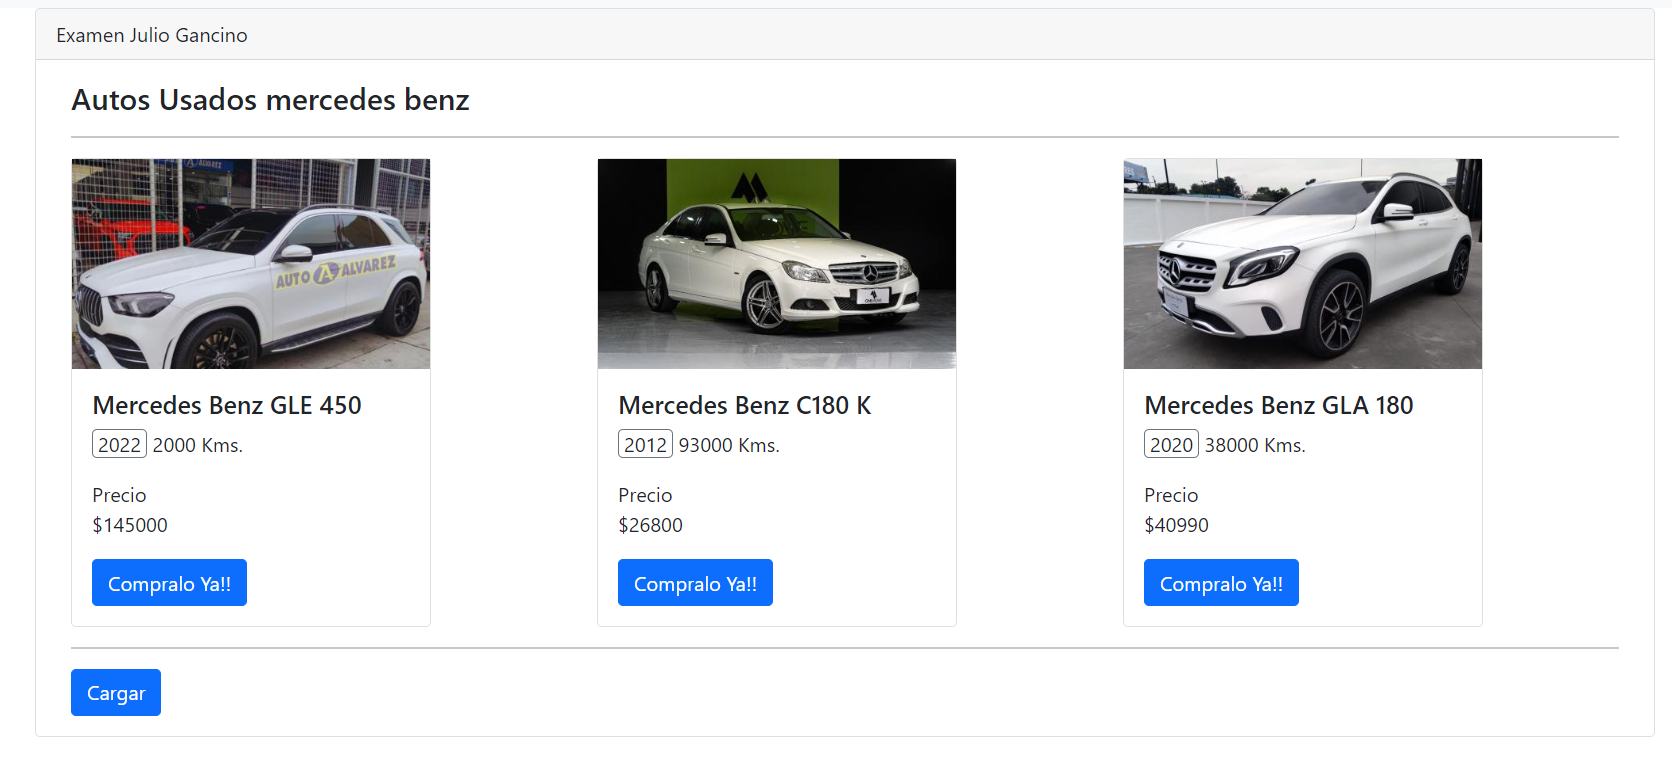 Examen Julio Gancino
Autos Usados mercedes benz
AUTO A ALVAREZ
Mercedes Benz GLE 450
2022 2000 Kms.
Precio
$145000
Compralo Ya!!
Mercedes Benz C180 K
2012 93000 Kms.
Precio
$26800
Compralo Ya!!
Mercedes Benz GLA 180
2020 38000 Kms.
Precio
$40990
Compralo Ya!!
Cargar